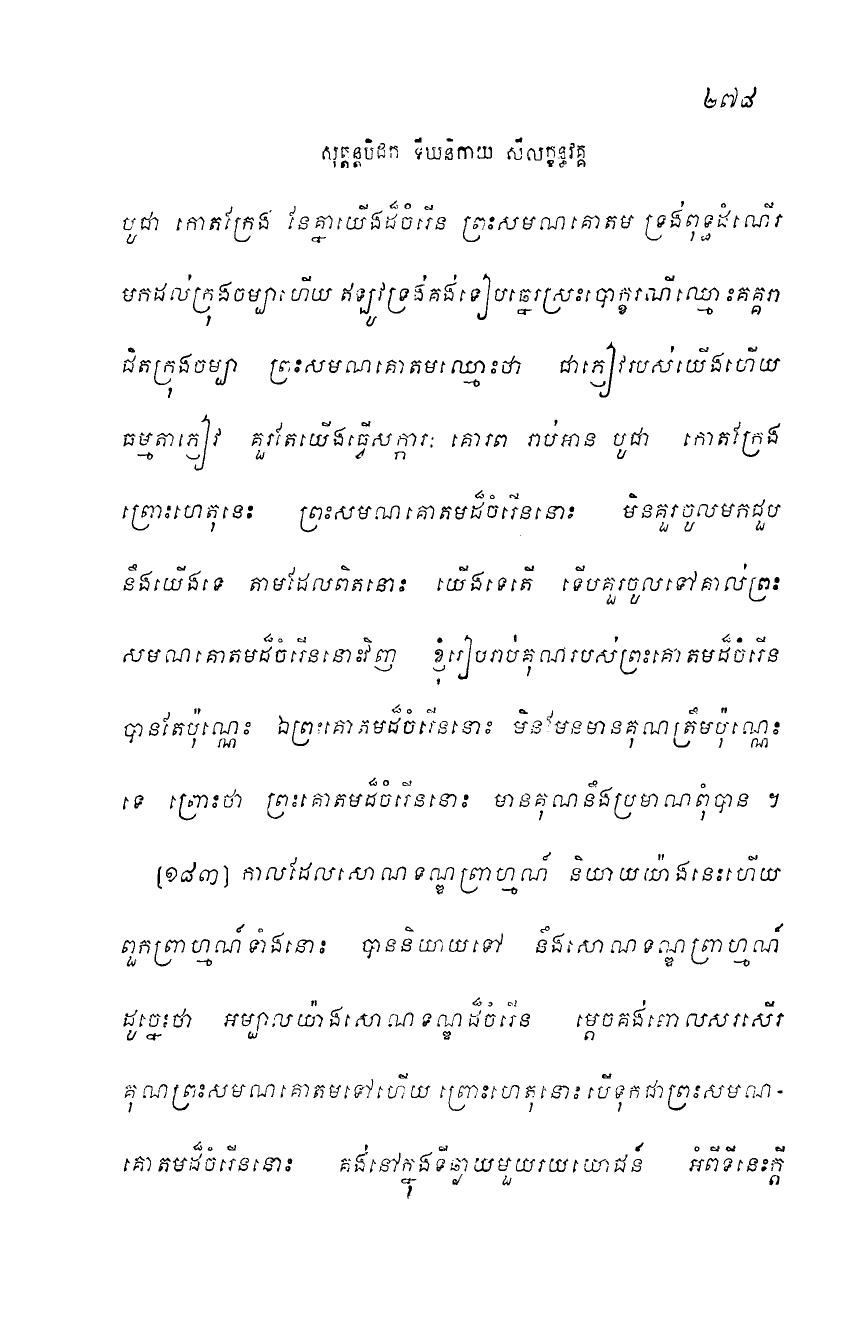 ២៧៨
សុត្តន្តបិដក ទីឃនិកាយ សីលក្ខន្ធវគ្គ
បូជា កោតក្រែង នៃគ្នាយើងដ៏ចំរើន ព្រះសមណគោតម ទ្រង់ពុទ្ធដំណើរ
មកដល់ក្រុងចម្បាហើយ ឥឡូវទ្រង់គង់ទៀបឆ្នេរស្រះបោក្ខរណីឈ្មោះគគ្គរា
ជិតក្រុងចម្បា ព្រះសមណគោតមឈ្មោះថា ជាភ្ញៀវរបស់យើងហើយ
ធម្មតាភ្ញៀវ គួរតែយើងធ្វើសក្ការៈ គោរព រាប់អាន បូជា កោតក្រែង
ព្រោះហេតុនេះ ព្រះសមណគោតមដ៏ចំរើននោះ មិនគួរចូលមកជួប
នឹងយើងទេ តាមដែលពិតនោះ យើងទេតើ ទើបគួរចូលទៅគាល់ព្រះ
សមណគោតមដ៏ចំរើននោះវិញ ខ្ញុំរៀបរាប់គុណរបស់ព្រះគោតមដ៏ចំរើន
បានតែប៉ុណ្ណេះ ឯព្រះគោតមដ៏ចំរើននោះ មិនមែនមានគុណត្រឹមប៉ុណ្ណេះ
ទេ ព្រោះថា ព្រះគោតមដ៏ចំរើននោះ មានគុណនឹងប្រមាណពុំបាន ។
[១៨៣] កាលដែលសោណទណ្ឌព្រាហ្មណ៍ និយាយយ៉ាងនេះហើយ
ពួកព្រាហ្មណ៍ទាំងនោះ បាននិយាយទៅ នឹងសោណទណ្ឌព្រាហ្មណ៍
ដូច្នេះថា អម្បាលយ៉ាងសោណទណ្ឌដ៏ចំរើន ម្តេចគង់ពោលសរសើរ
គុណព្រះសមណគោតមទៅហើយ ព្រោះហេតុនោះ បើទុកជាព្រះសមណ-
គោតមដ៏ចំរើននោះ គង់នៅក្នុងទីឆ្ងាយមួយរយយោជន៍ អំពីទីនេះក្តី